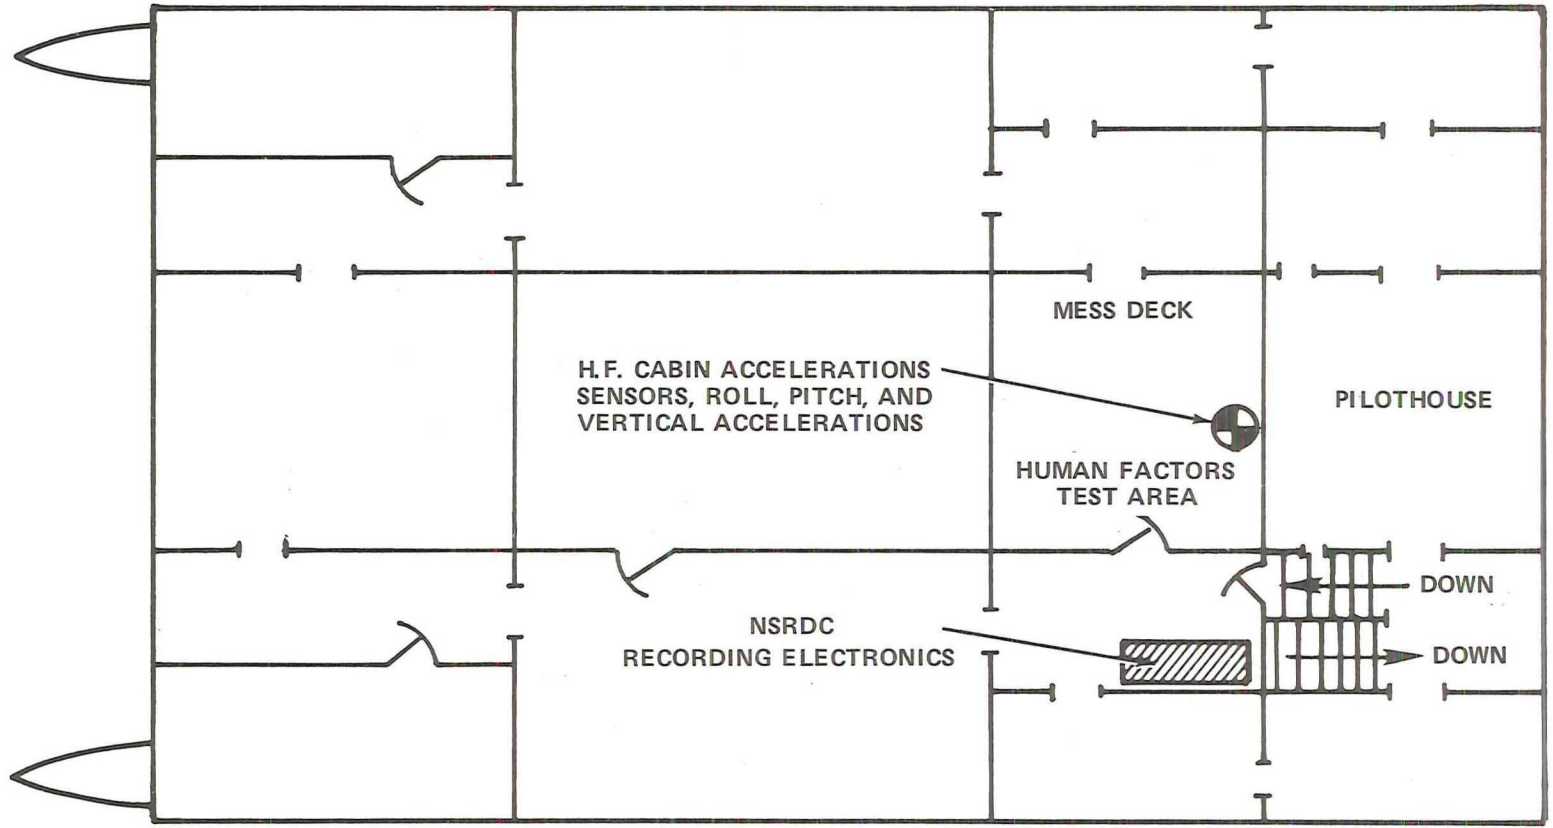 MESS DECK
H.F. CABIN ACCELERATIONS
SENSORS, ROLL, PITCH, AND
VERTICAL ACCELERATIONS
PILOTHOUSE
HUMAN FACTORS
TEST AREA
DOWN
NSRDC
RECORDING ELECTRONICS
DOWN